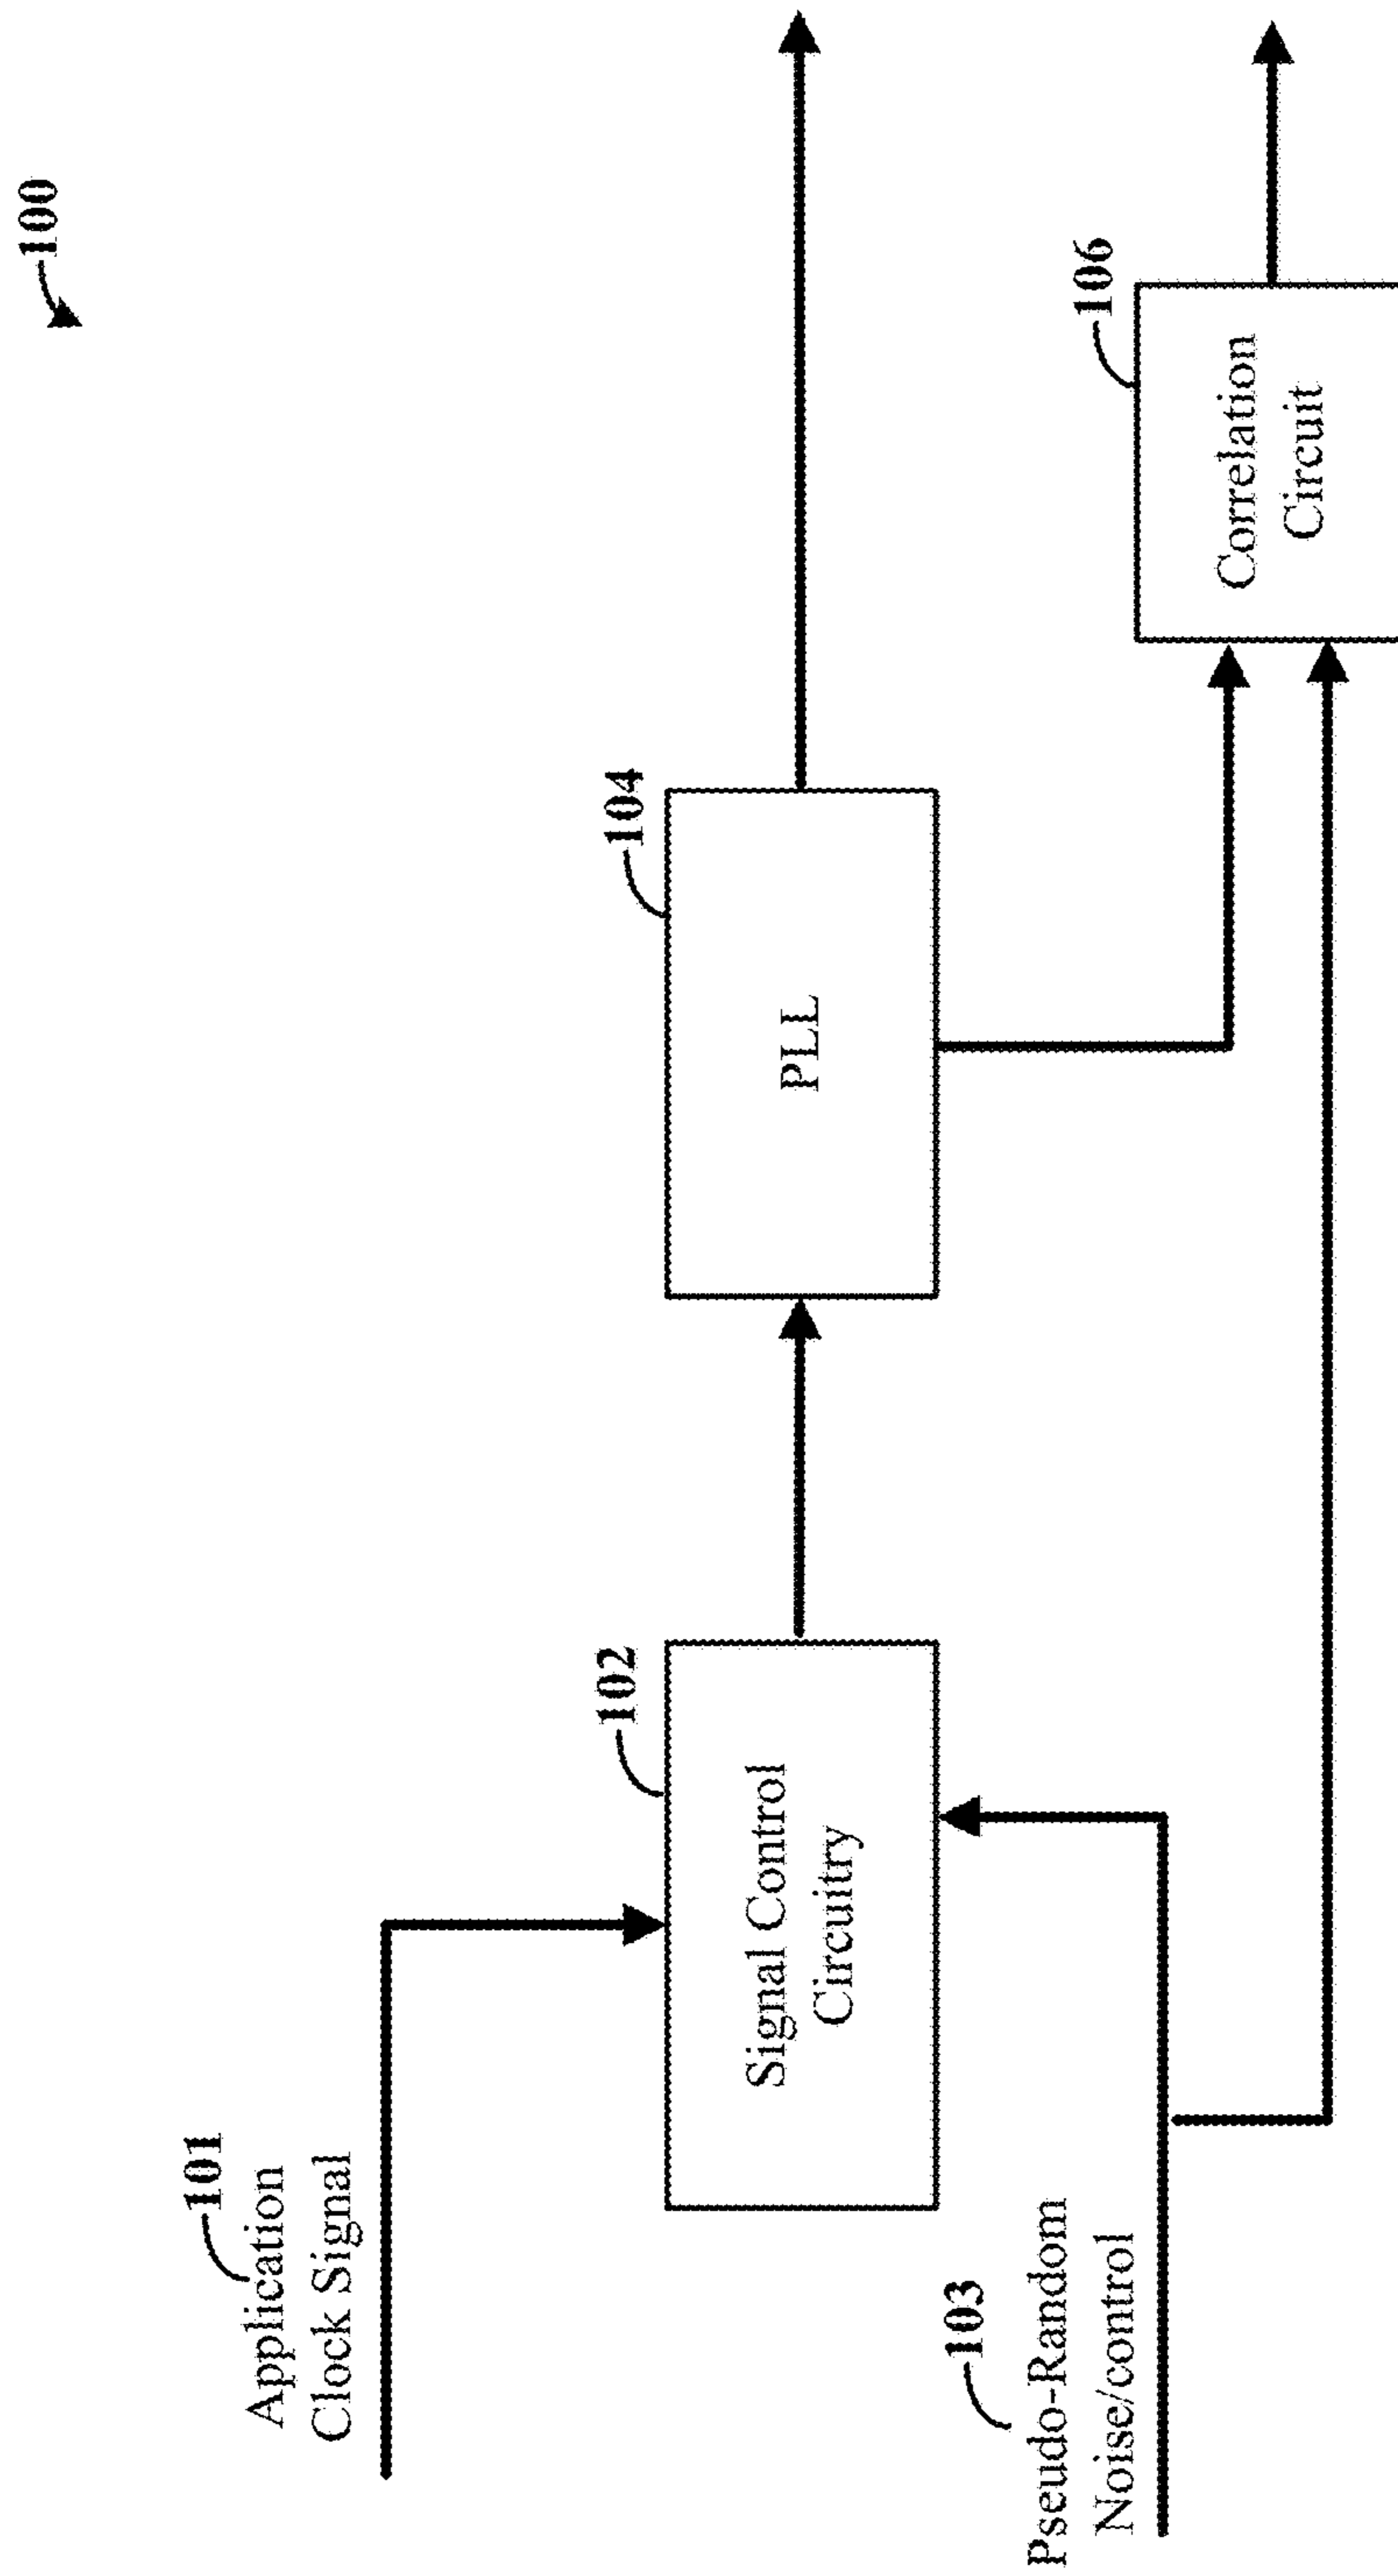 100
101
Application
Clock Signal
102
Signal Control
Circuitry
104
PLL
103
Pseudo-Random
Noise/control
106
Correlation
Circuit